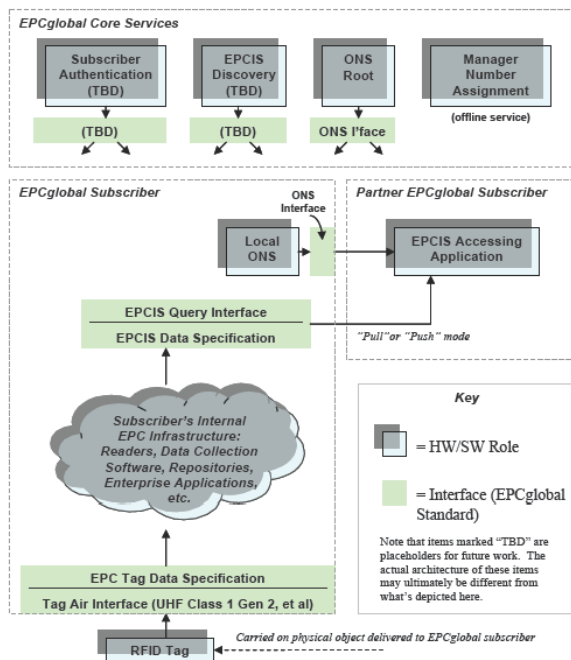 EPCglobal Core Services
Subscriber
Authentication
(TBD)
EPCIS
Discovery
(TBD)
ONS
Root
Manager
Number
Assignment
(offline service)
(TBD)
(TBD)
ONS I'face
EPCglobal Subscriber
Partner EPCglobal Subscriber
ONS
Interface
Local
ONS
EPCIS Accessing
Application
EPCIS Query Interface
EPCIS Data Specification
"Pull"or "Push" mode
Subscriber's Internal
EPC Infrastructure:
Readers, Data Collection
Software, Repositories,
Enterprise Applications,
etc.
Key
= HW/SW Role
= Interface (EPCglobal
Standard)
Note that items marked "TBD" are
placeholders for future work. The
actual architecture of these items
may ultimately be different from
what's depicted here.
EPC Tag Data Specification
Tag Air Interface (UHF Class 1 Gen 2, et al)
RFID Tag
Carried on physical object delivered to EPCglobal subscriber